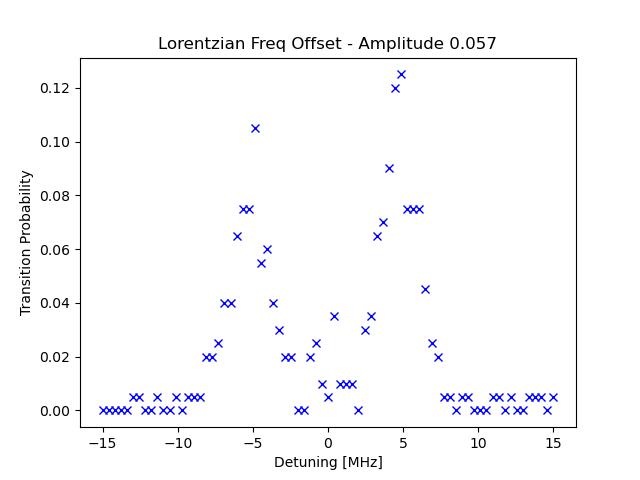 Lorentzian Freq Offset - Amplitude 0.057
Transition Probability
0.12
0.10
0.08
0.06
0.04
0.02
0.00
−15 −10 −5 0 5 10 15
Detuning [MHz]